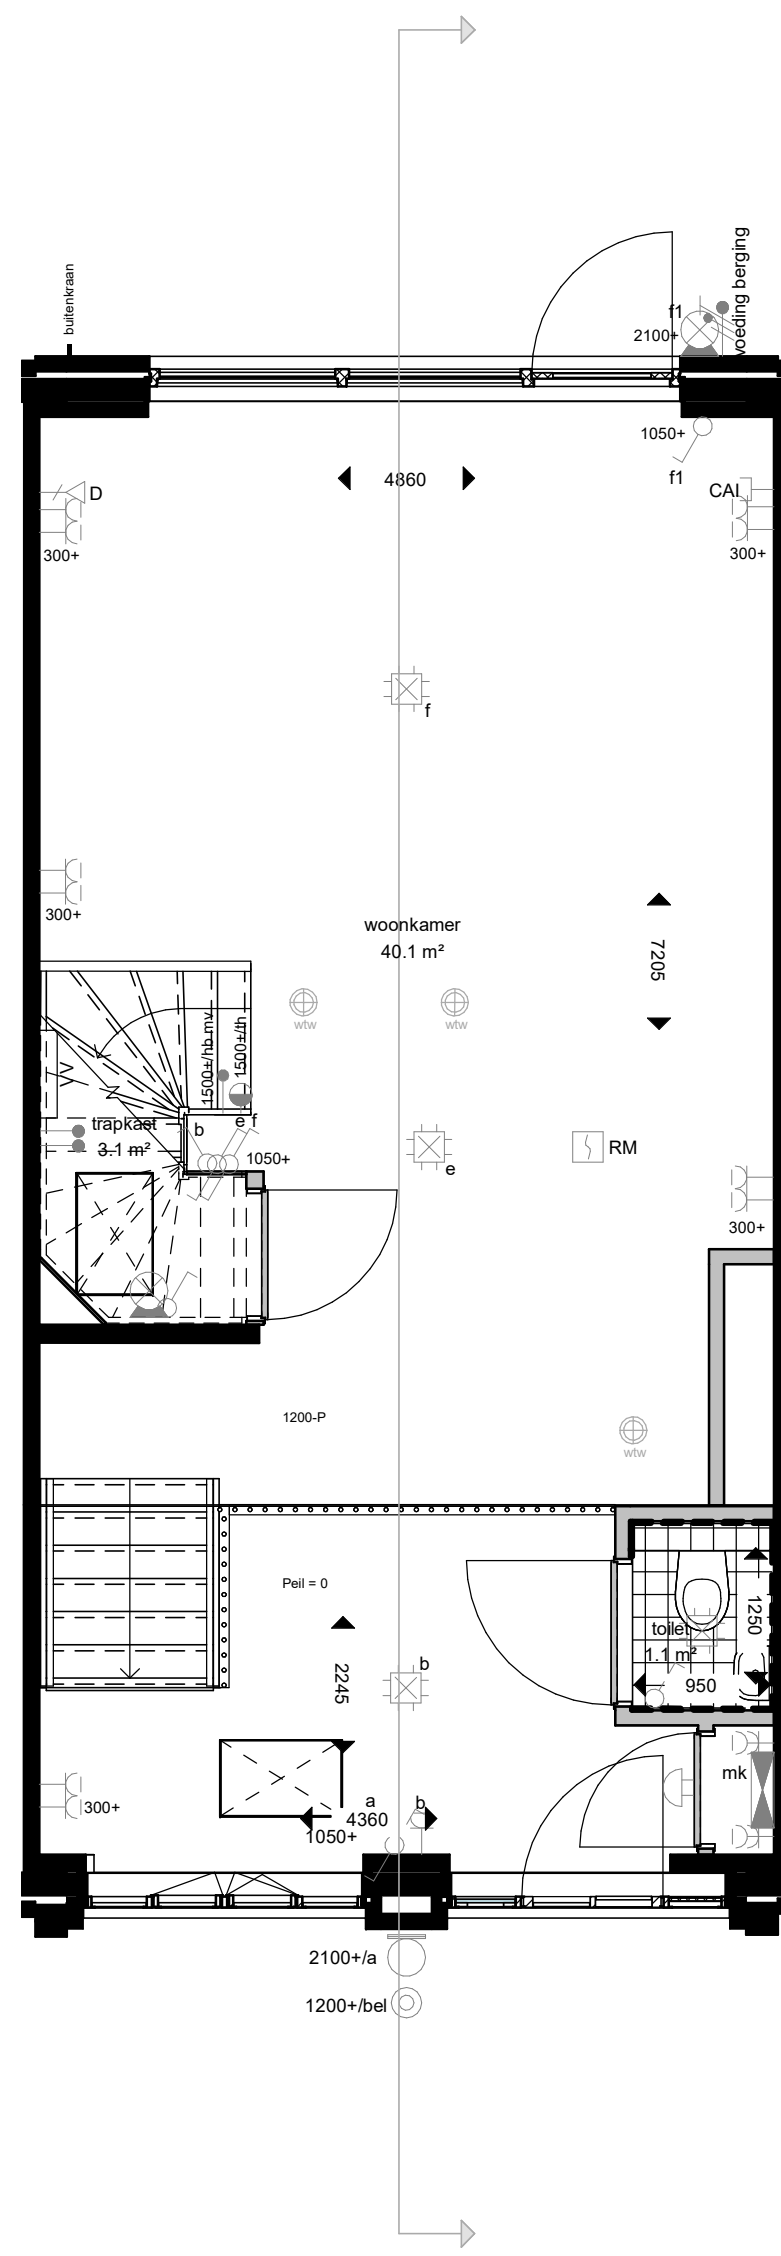 buitenkraan
voeding berging
f1
2100+
1050+
f1
4860
D
CAI
300+
300+
f
300+
woonkamer
40.1 m²
7205
wtw
wtw
1500+/hb mv
1500+/th
trapkast
3.1 m²
b
e f
1050+
e
RM
300+
1200-P
wtw
Peil = 0
1250
toilet
1.1 m²
950
2245
b
mk
300+
a
b
4360
1050+
2100+/a
1200+/bel